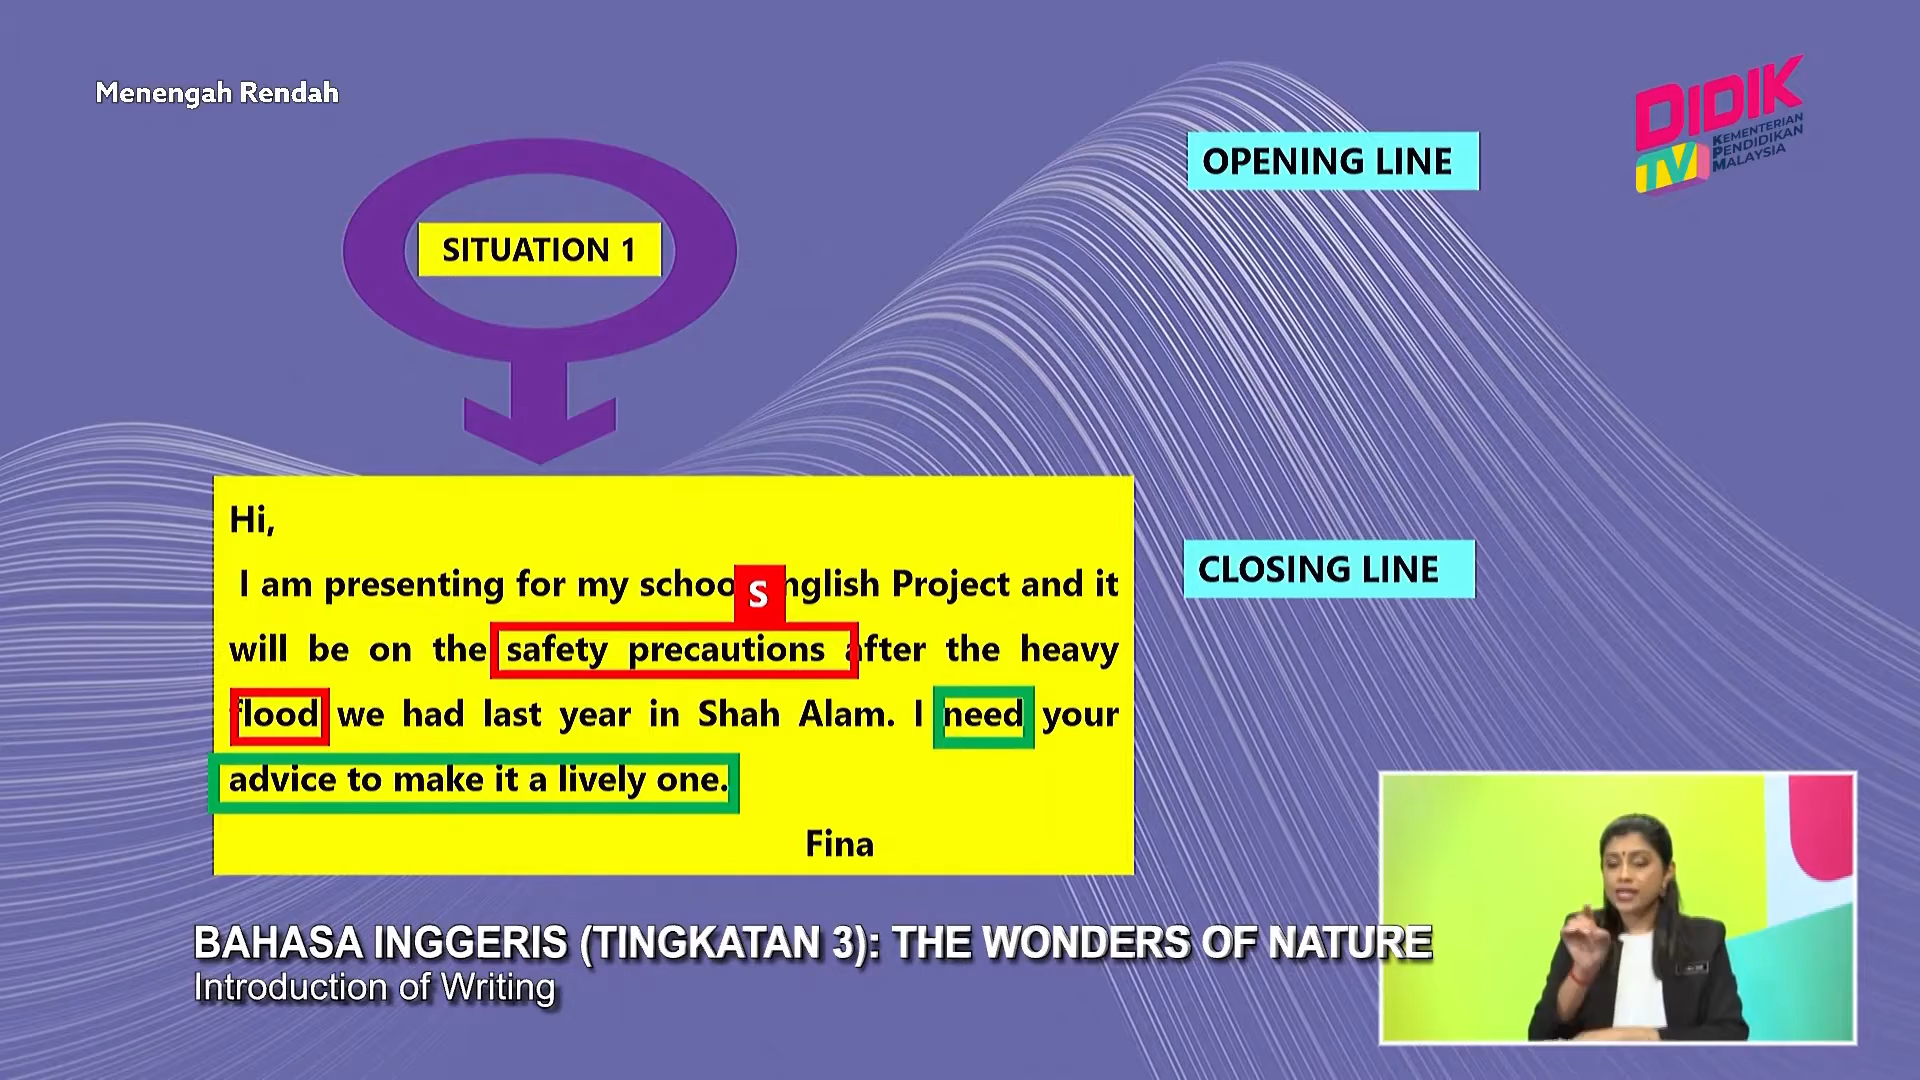 Menengah Rendah
DIDIK
TV
KEMENTERIAN
PENDIDIKAN
MALAYSIA
OPENING LINE
SITUATION 1
Hi,
I am presenting for my schoo S nglish Project and it
will be on the safety precautions after the heavy
flood we had last year in Shah Alam. I need your
advice to make it a lively one.
Fina
CLOSING LINE
BAHASA INGGERIS (TINGKATAN 3): THE WONDERS OF NATURE
Introduction of Writing